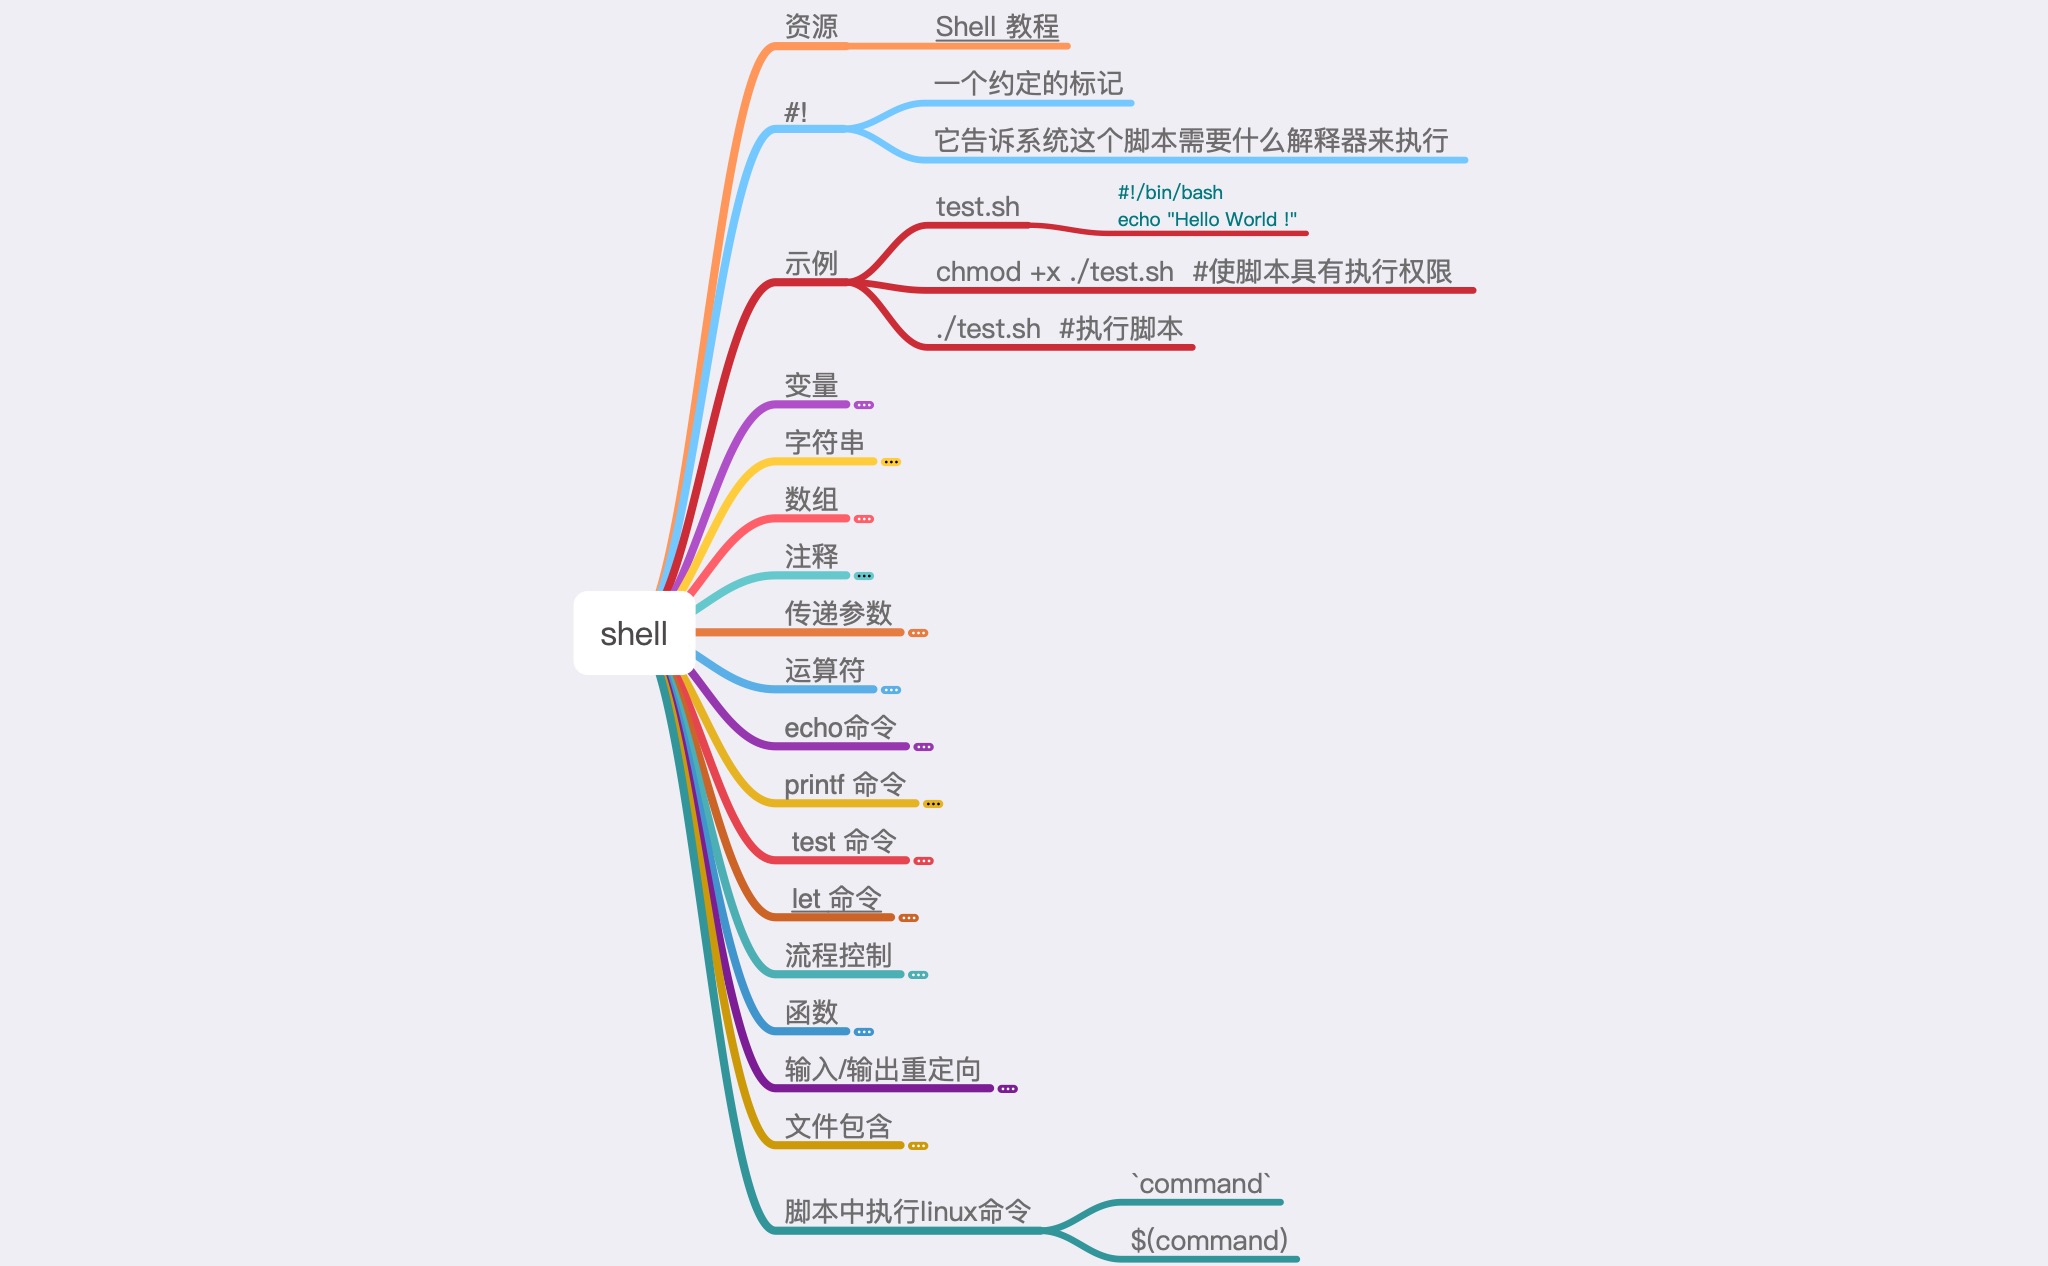 资源
Shell 教程
#!
一个约定的标记
它告诉系统这个脚本需要什么解释器来执行
示例
test.sh
#!/bin/bash
echo "Hello World !"
chmod +x ./test.sh  #使脚本具有执行权限
./test.sh  #执行脚本
变量
字符串
数组
注释
传递参数
shell
运算符
echo命令
printf 命令
test 命令
let 命令
流程控制
函数
输入/输出重定向
文件包含
脚本中执行linux命令
`command`
$(command)